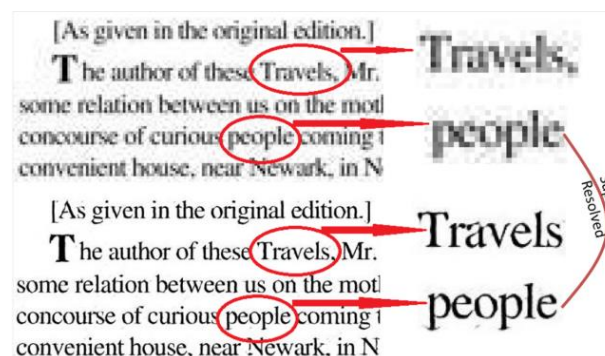 [As given in the original edition.]
The author of these Travels, Mr.
some relation between us on the
concourse of curious people coming
convenient house, near Newark, in N
Travels,
people
[As given in the original edition.]
The author of these Travels, Mr.
some relation between us on the
concourse of curious people coming
convenient house, near Newark, in N
Travels
people
Resolved